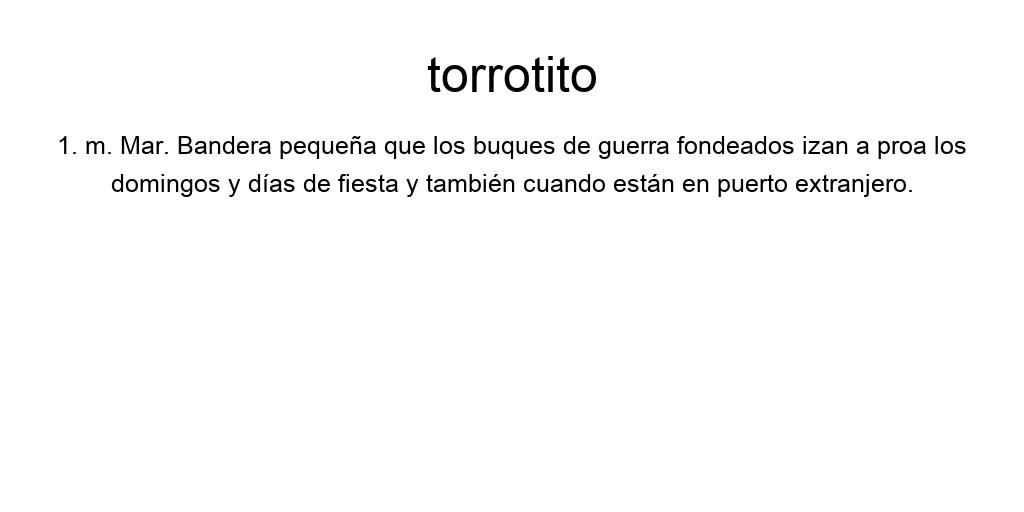 torrotito
1. m. Mar. Bandera pequeña que los buques de guerra fondeados izan a proa los
domingos y días de fiesta y también cuando están en puerto extranjero.